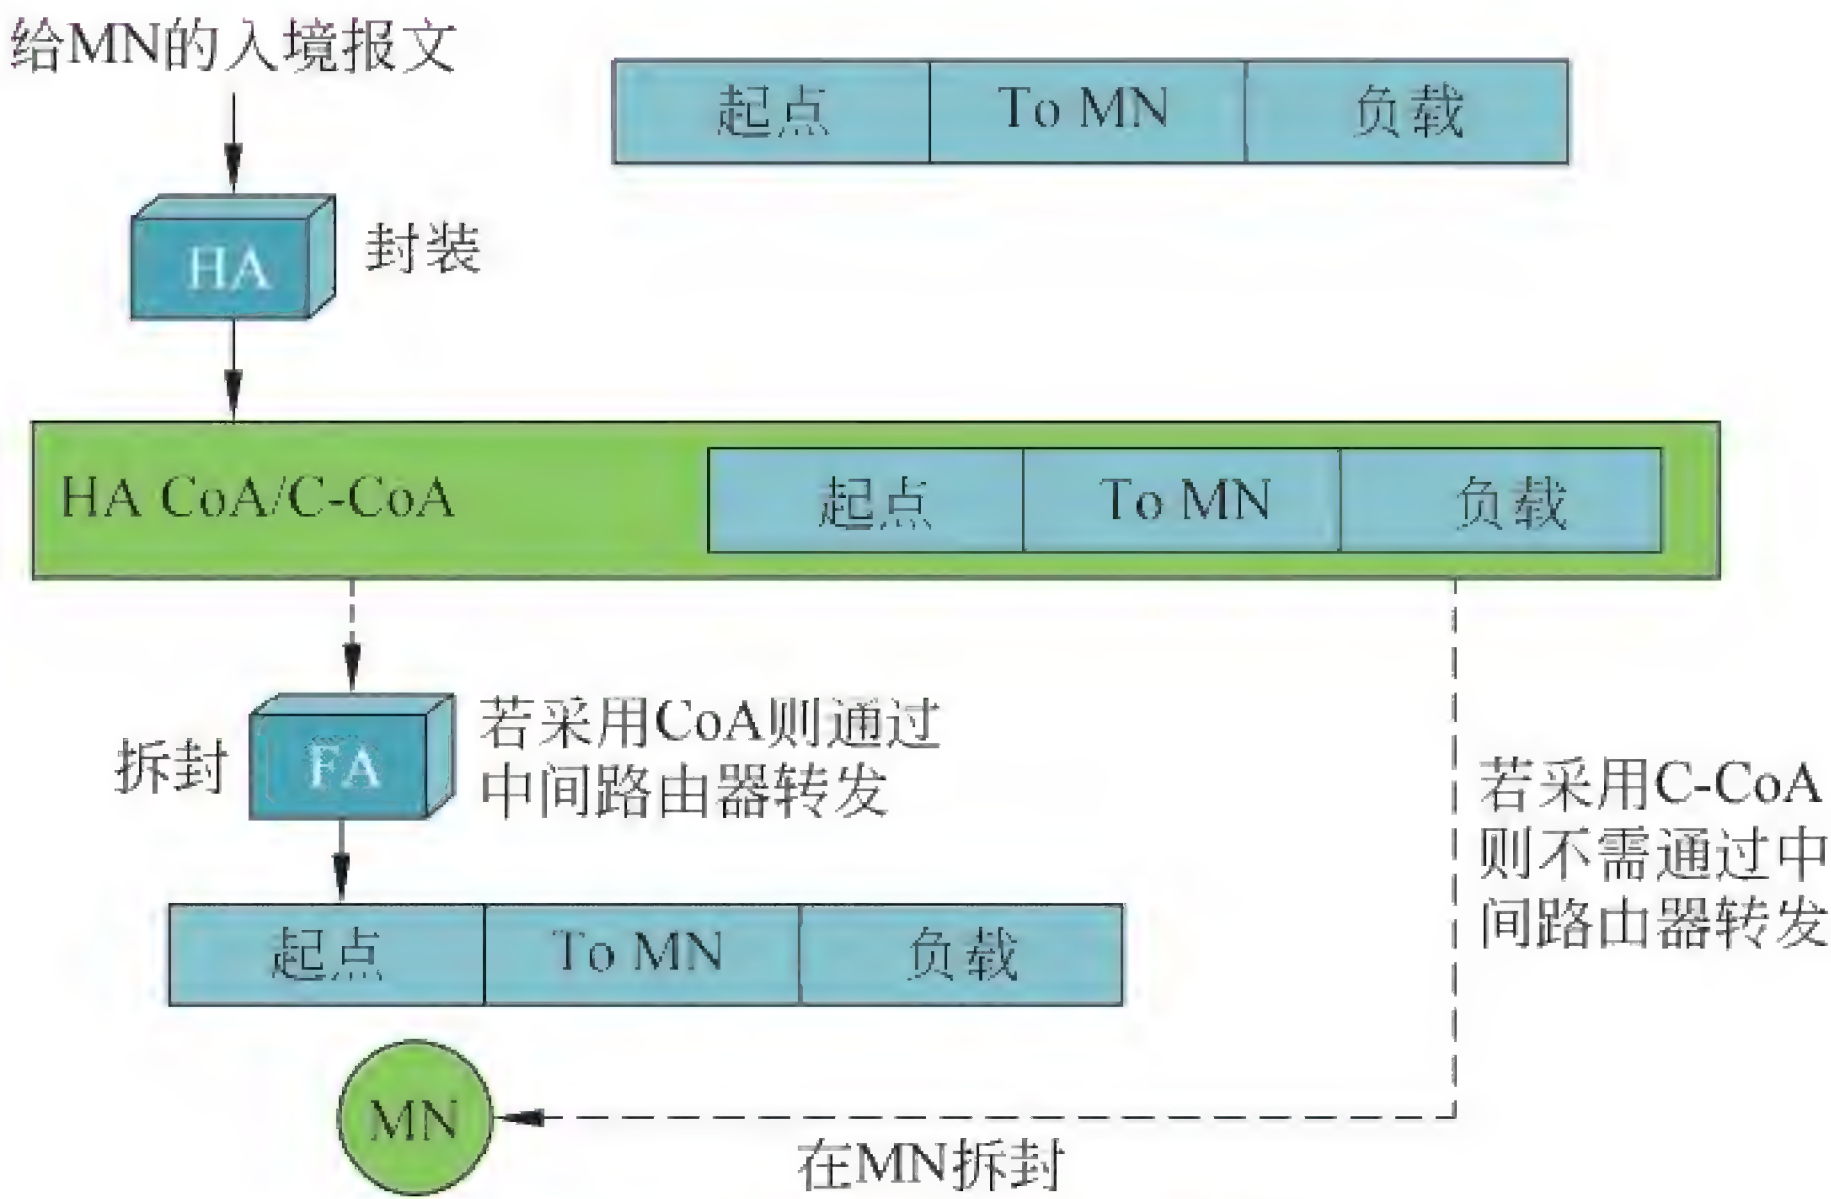 给MN的入境报文
起点 To MN 负载
HA
封装
HA CoA/C-CoA 起点 To MN 负载
拆封
FA
若采用CoA则通过
中间路由器转发
若采用C-CoA
则不需通过中
间路由器转发
起点 To MN 负载
MN
在MN拆封